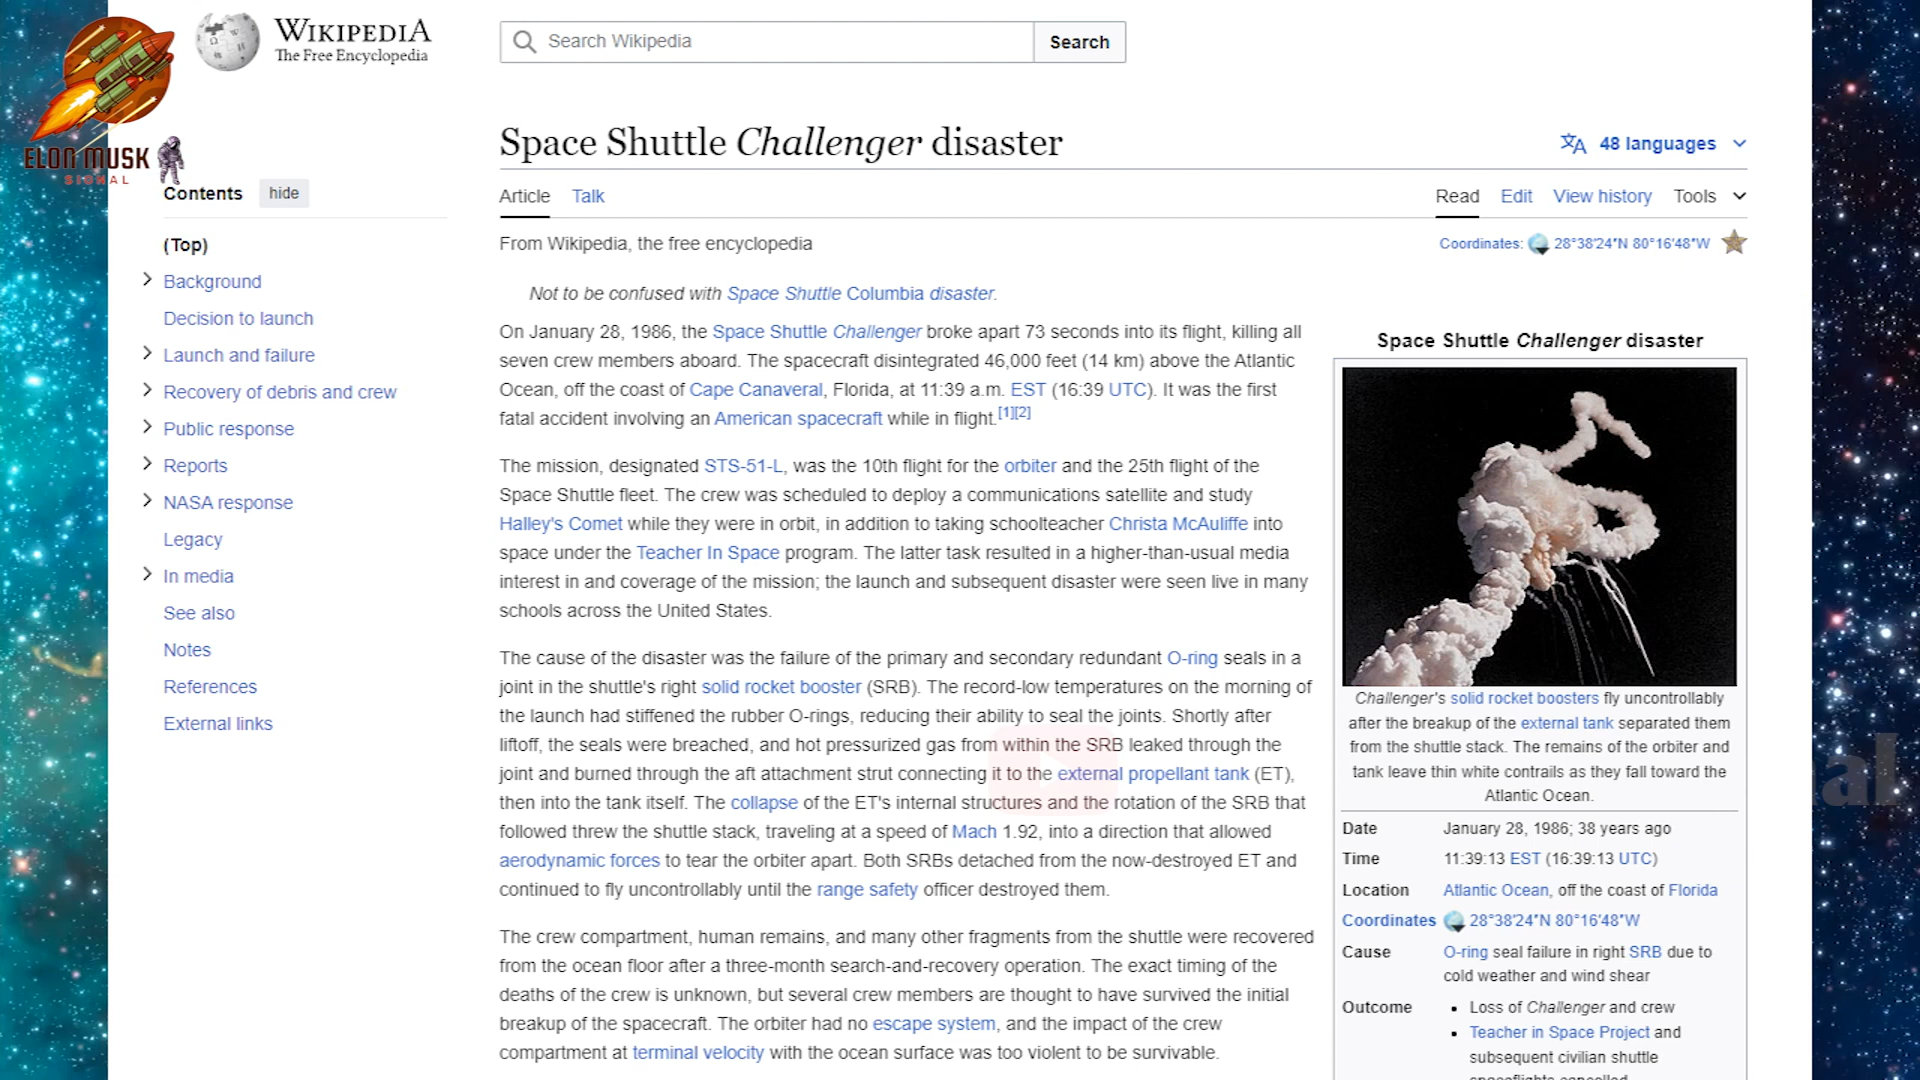 WIKIPEDIA
The Free Encyclopedia
Search Wikipedia
Search
ELON MUSK
SIGNAL
Space Shuttle Challenger disaster
48 languages
Contents
hide
(Top)
Background
Decision to launch
Launch and failure
Recovery of debris and crew
Public response
Reports
NASA response
Legacy
In media
See also
Notes
References
External links
Article Talk
Read Edit View history Tools
From Wikipedia, the free encyclopedia
Coordinates: 28°38′24″N 80°16′48″W
Not to be confused with Space Shuttle Columbia disaster.
On January 28, 1986, the Space Shuttle Challenger broke apart 73 seconds into its flight, killing all
seven crew members aboard. The spacecraft disintegrated 46,000 feet (14 km) above the Atlantic
Ocean, off the coast of Cape Canaveral, Florida, at 11:39 a.m. EST (16:39 UTC). It was the first
fatal accident involving an American spacecraft while in flight.[1][2]
The mission, designated STS-51-L, was the 10th flight for the orbiter and the 25th flight of the
Space Shuttle fleet. The crew was scheduled to deploy a communications satellite and study
Halley's Comet while they were in orbit, in addition to taking schoolteacher Christa McAuliffe into
space under the Teacher In Space program. The latter task resulted in a higher-than-usual media
interest in and coverage of the mission; the launch and subsequent disaster were seen live in many
schools across the United States.
The cause of the disaster was the failure of the primary and secondary redundant O-ring seals in a
joint in the shuttle's right solid rocket booster (SRB). The record-low temperatures on the morning of
the launch had stiffened the rubber O-rings, reducing their ability to seal the joints. Shortly after
liftoff, the seals were breached, and hot pressurized gas from within the SRB leaked through the
joint and burned through the aft attachment strut connecting it to the external propellant tank (ET),
then into the tank itself. The collapse of the ET's internal structures and the rotation of the SRB that
followed threw the shuttle stack, traveling at a speed of Mach 1.92, into a direction that allowed
aerodynamic forces to tear the orbiter apart. Both SRBs detached from the now-destroyed ET and
continued to fly uncontrollably until the range safety officer destroyed them.
The crew compartment, human remains, and many other fragments from the shuttle were recovered
from the ocean floor after a three-month search-and-recovery operation. The exact timing of the
deaths of the crew is unknown, but several crew members are thought to have survived the initial
breakup of the spacecraft. The orbiter had no escape system, and the impact of the crew
compartment at terminal velocity with the ocean surface was too violent to be survivable.
Space Shuttle Challenger disaster
Challenger's solid rocket boosters fly uncontrollably
after the breakup of the external tank separated them
from the shuttle stack. The remains of the orbiter and
tank leave thin white contrails as they fall toward the
Atlantic Ocean.
Date January 28, 1986; 38 years ago
Time 11:39:13 EST (16:39:13 UTC)
Location Atlantic Ocean, off the coast of Florida
Coordinates 28°38′24″N 80°16′48″W
Cause O-ring seal failure in right SRB due to
cold weather and wind shear
Outcome • Loss of Challenger and crew
• Teacher in Space Project and
subsequent civilian shuttle